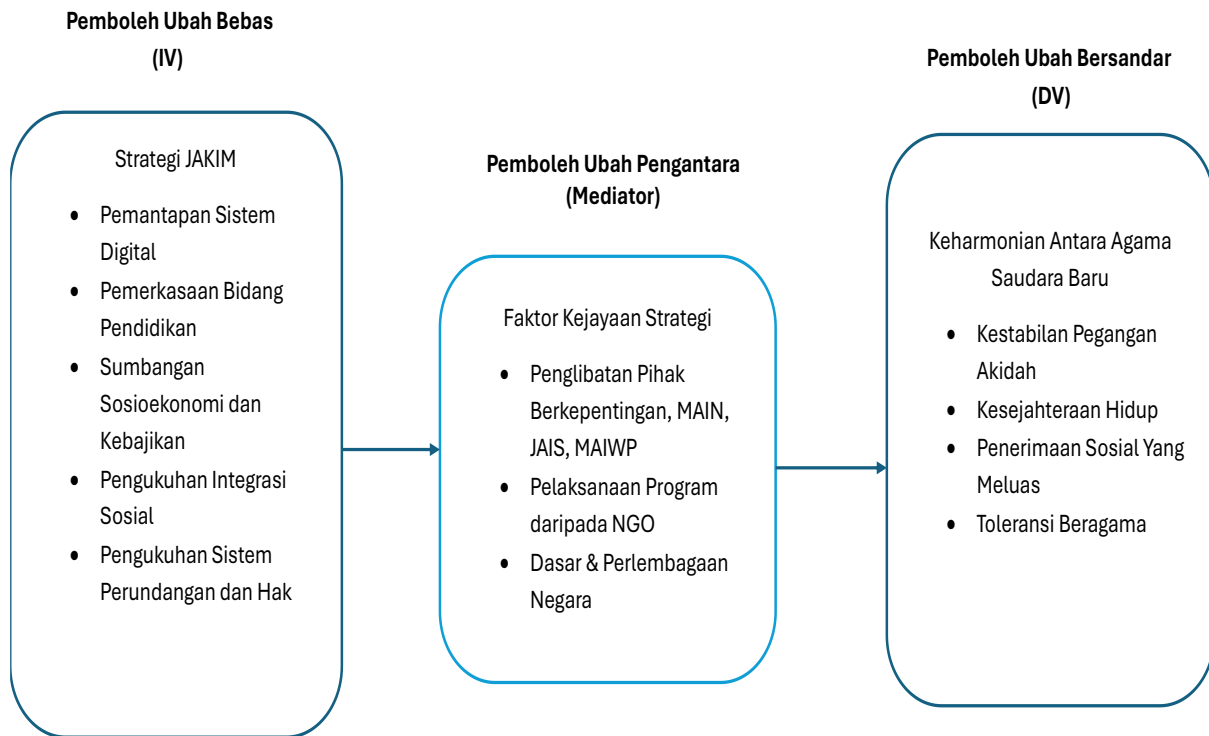 Pemboleh Ubah Bebas
(IV)
Strategi JAKIM
• Pemantapan Sistem
Digital
• Pemerkasaan Bidang
Pendidikan
• Sumbangan
Sosioekonomi dan
Kebajikan
• Pengukuhan Integrasi
Sosial
• Pengukuhan Sistem
Perundangan dan Hak
Pemboleh Ubah Pengantara
(Mediator)
Faktor Kejayaan Strategi
• Penglibatan Pihak
Berkepentingan, MAIN,
JAIS, MAIWP
• Pelaksanaan Program
daripada NGO
• Dasar & Perlembagaan
Negara
Pemboleh Ubah Bersandar
(DV)
Keharmonian Antara Agama
Saudara Baru
• Kestabilan Pegangan
Akidah
• Kesejahteraan Hidup
• Penerimaan Sosial Yang
Meluas
• Toleransi Beragama